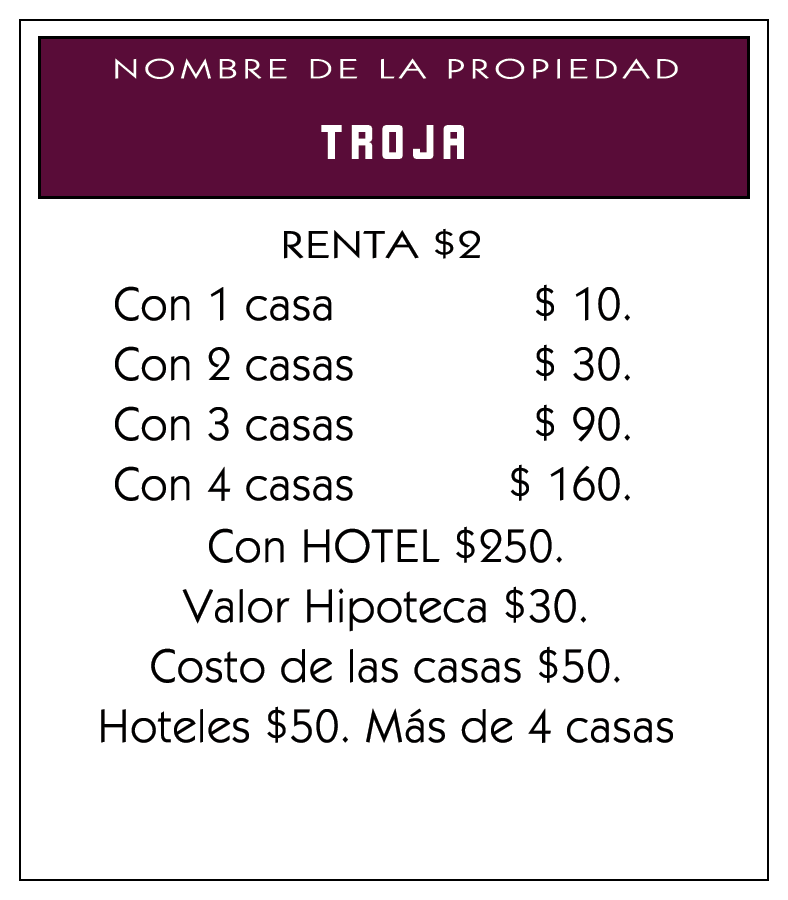 NOMBRE DE LA PROPIEDAD
TROJA
RENTA $2
Con 1 casa $ 10.
Con 2 casas $ 30.
Con 3 casas $ 90.
Con 4 casas $ 160.
Con HOTEL $250.
Valor Hipoteca $30.
Costo de las casas $50.
Hoteles $50. Más de 4 casas